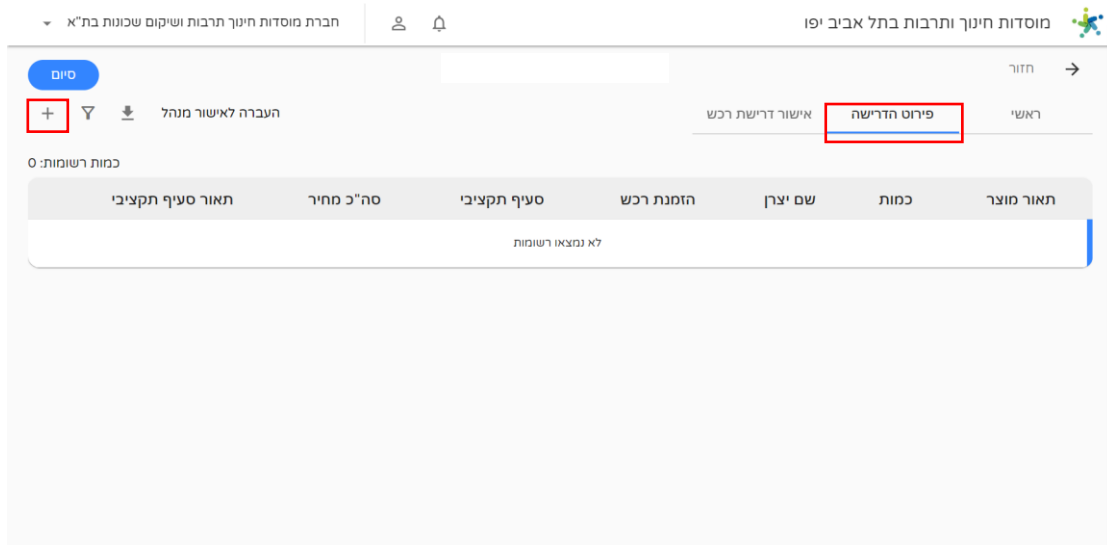 מוסדות חינוך ותרבות בתל אביב יפו
חברת מוסדות חינוך תרבות ושיקום שכונות בת"א
חזור
סיום
ראשי פירוט הדרישה אישור דרישת רכש
העברה לאישור מנהל
כמות רשומות: 0
תאור מוצר כמות שם יצרן הזמנת רכש סעיף תקציבי סה"כ מחיר תאור סעיף תקציבי
לא נמצאו רשומות